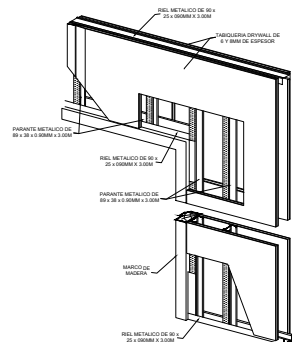 RIEL METALICO DE 90 x
25 x 090MM X 3.00M
TABIQUERIA DRYWALL DE
6 Y 8MM DE ESPESOR
PARANTE METALICO DE
89 x 38 x 0.90MM x 3.00M
RIEL METALICO DE 90 x
25 x 090MM X 3.00M
PARANTE METALICO DE
89 x 38 x 0.90MM x 3.00M
MARCO DE
MADERA
RIEL METALICO DE 90 x
25 x 090MM X 3.00M